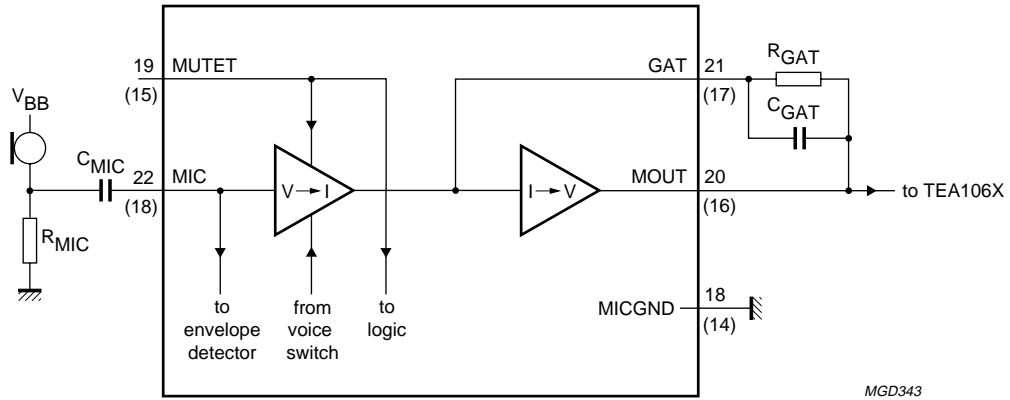 19
(15)
MUTET
GAT
21
(17)
RGAT
CGAT
VBB
CMIC
22
(18)
MIC
V → I
I → V
MOUT
20
(16)
to TEA106X
RMIC
to
envelope
detector
from
voice
switch
to
logic
MICGND
18
(14)
MGD343